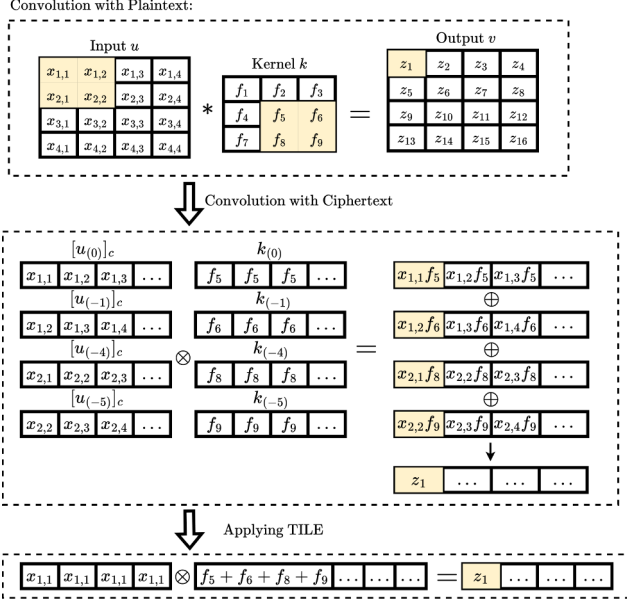 Convolution with Plaintext:
Input u
Kernel k
Output v
x1,1 x1,2 x1,3 x1,4
x2,1 x2,2 x2,3 x2,4
x3,1 x3,2 x3,3 x3,4
x4,1 x4,2 x4,3 x4,4
*
f1 f2 f3
f4 f5 f6
f7 f8 f9
=
z1 z2 z3 z4
z5 z6 z7 z8
z9 z10 z11 z12
z13 z14 z15 z16
Convolution with Ciphertext
[u(0)]c
x1,1 x1,2 x1,3 ...
[u(−1)]c
x1,2 x1,3 x1,4 ...
[u(−4)]c
x2,1 x2,2 x2,3 ...
[u(−5)]c
x2,2 x2,3 x2,4 ...
⊗
k(0)
f5 f5 f5 ...
k(−1)
f6 f6 f6 ...
k(−4)
f8 f8 f8 ...
k(−5)
f9 f9 f9 ...
=
x1,1f5 x1,2f5 x1,3f5 ...
⊕
x1,2f6 x1,3f6 x1,4f6 ...
⊕
x2,1f8 x2,2f8 x2,3f8 ...
⊕
x2,2f9 x2,3f9 x2,4f9 ...
z1 ... ... ...
Applying TILE
x1,1 x1,1 x1,1 x1,1 ⊗ f5 + f6 + f8 + f9 ... ... ... = z1 ... ... ...